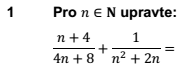 1 Pro n ∈ N upravte:
(n + 4)/(4n + 8) + 1/(n² + 2n) =